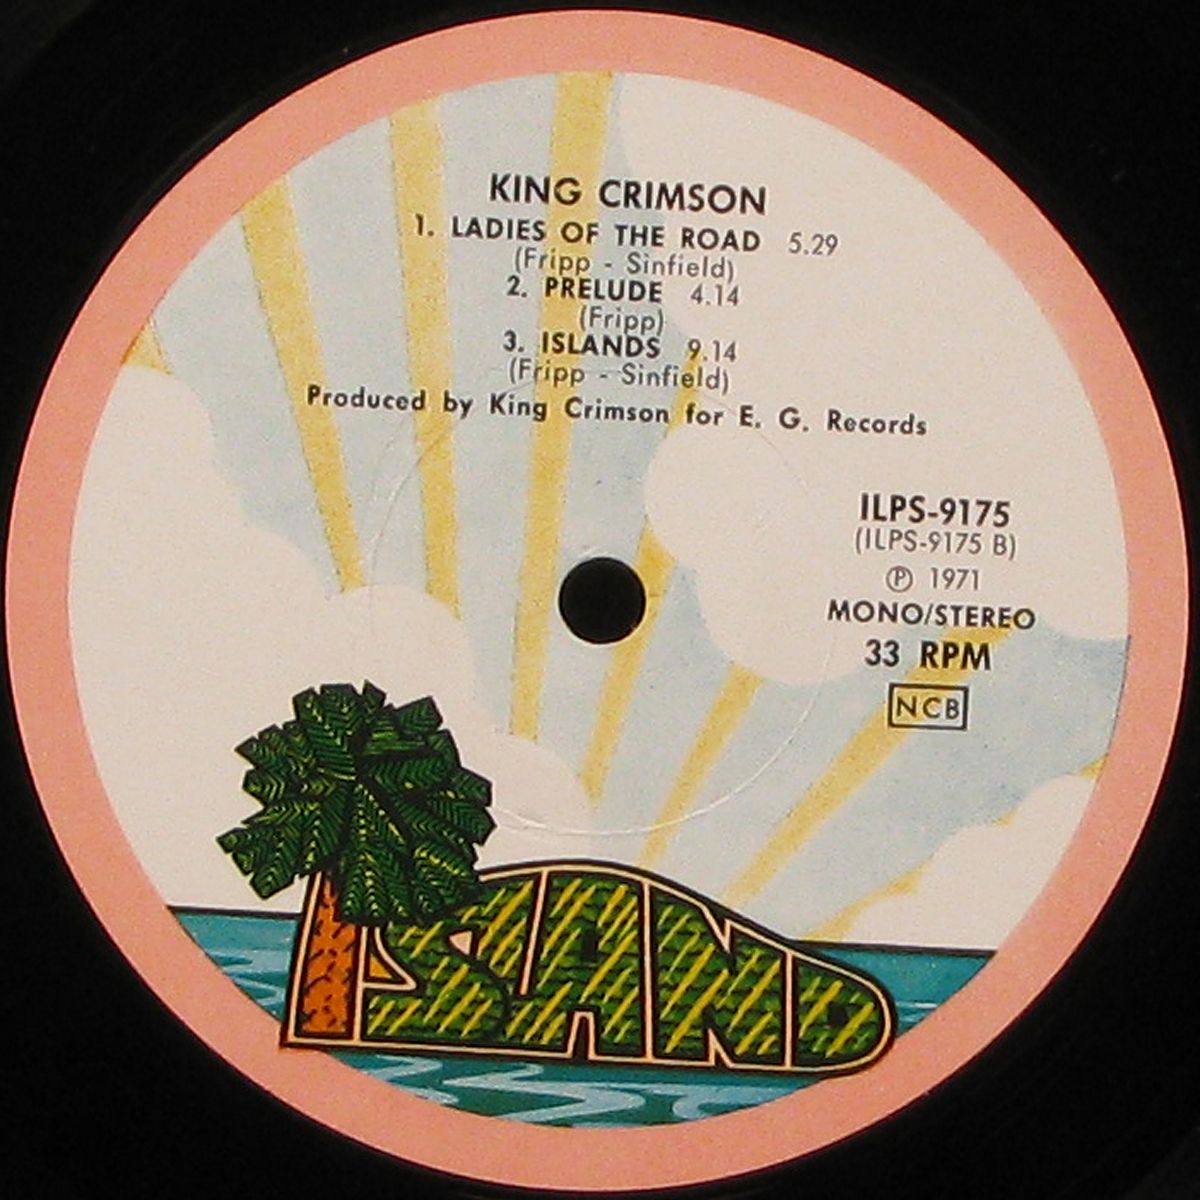 KING CRIMSON
1. LADIES OF THE ROAD 5.29
(Fripp - Sinfield)
2. PRELUDE 4.14
(Fripp)
3. ISLANDS 9.14
(Fripp - Sinfield)
Produced by King Crimson for E. G. Records
ILPS-9175
(ILPS-9175 B)
Ⓟ 1971
MONO/STEREO
33 RPM
NCB
ISLAND